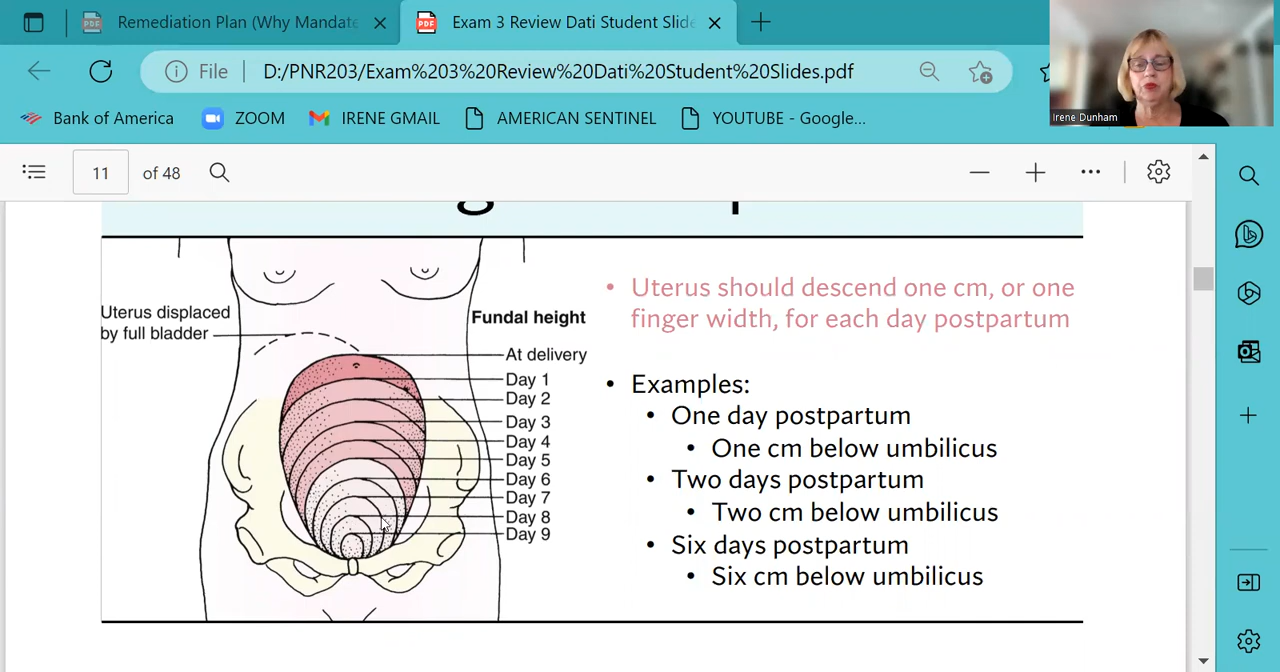 Remediation Plan (Why Mandate
Exam 3 Review Dati Student Slide
File
D:/PNR203/Exam%203%20Review%20Dati%20Student%20Slides.pdf
Bank of America
ZOOM
IRENE GMAIL
AMERICAN SENTINEL
YOUTUBE - Google...
Irene Dunham
11 of 48
Uterus displaced
by full bladder
Fundal height
At delivery
Day 1
Day 2
Day 3
Day 4
Day 5
Day 6
Day 7
Day 8
Day 9
• Uterus should descend one cm, or one
finger width, for each day postpartum
• Examples:
• One day postpartum
• One cm below umbilicus
• Two days postpartum
• Two cm below umbilicus
• Six days postpartum
• Six cm below umbilicus